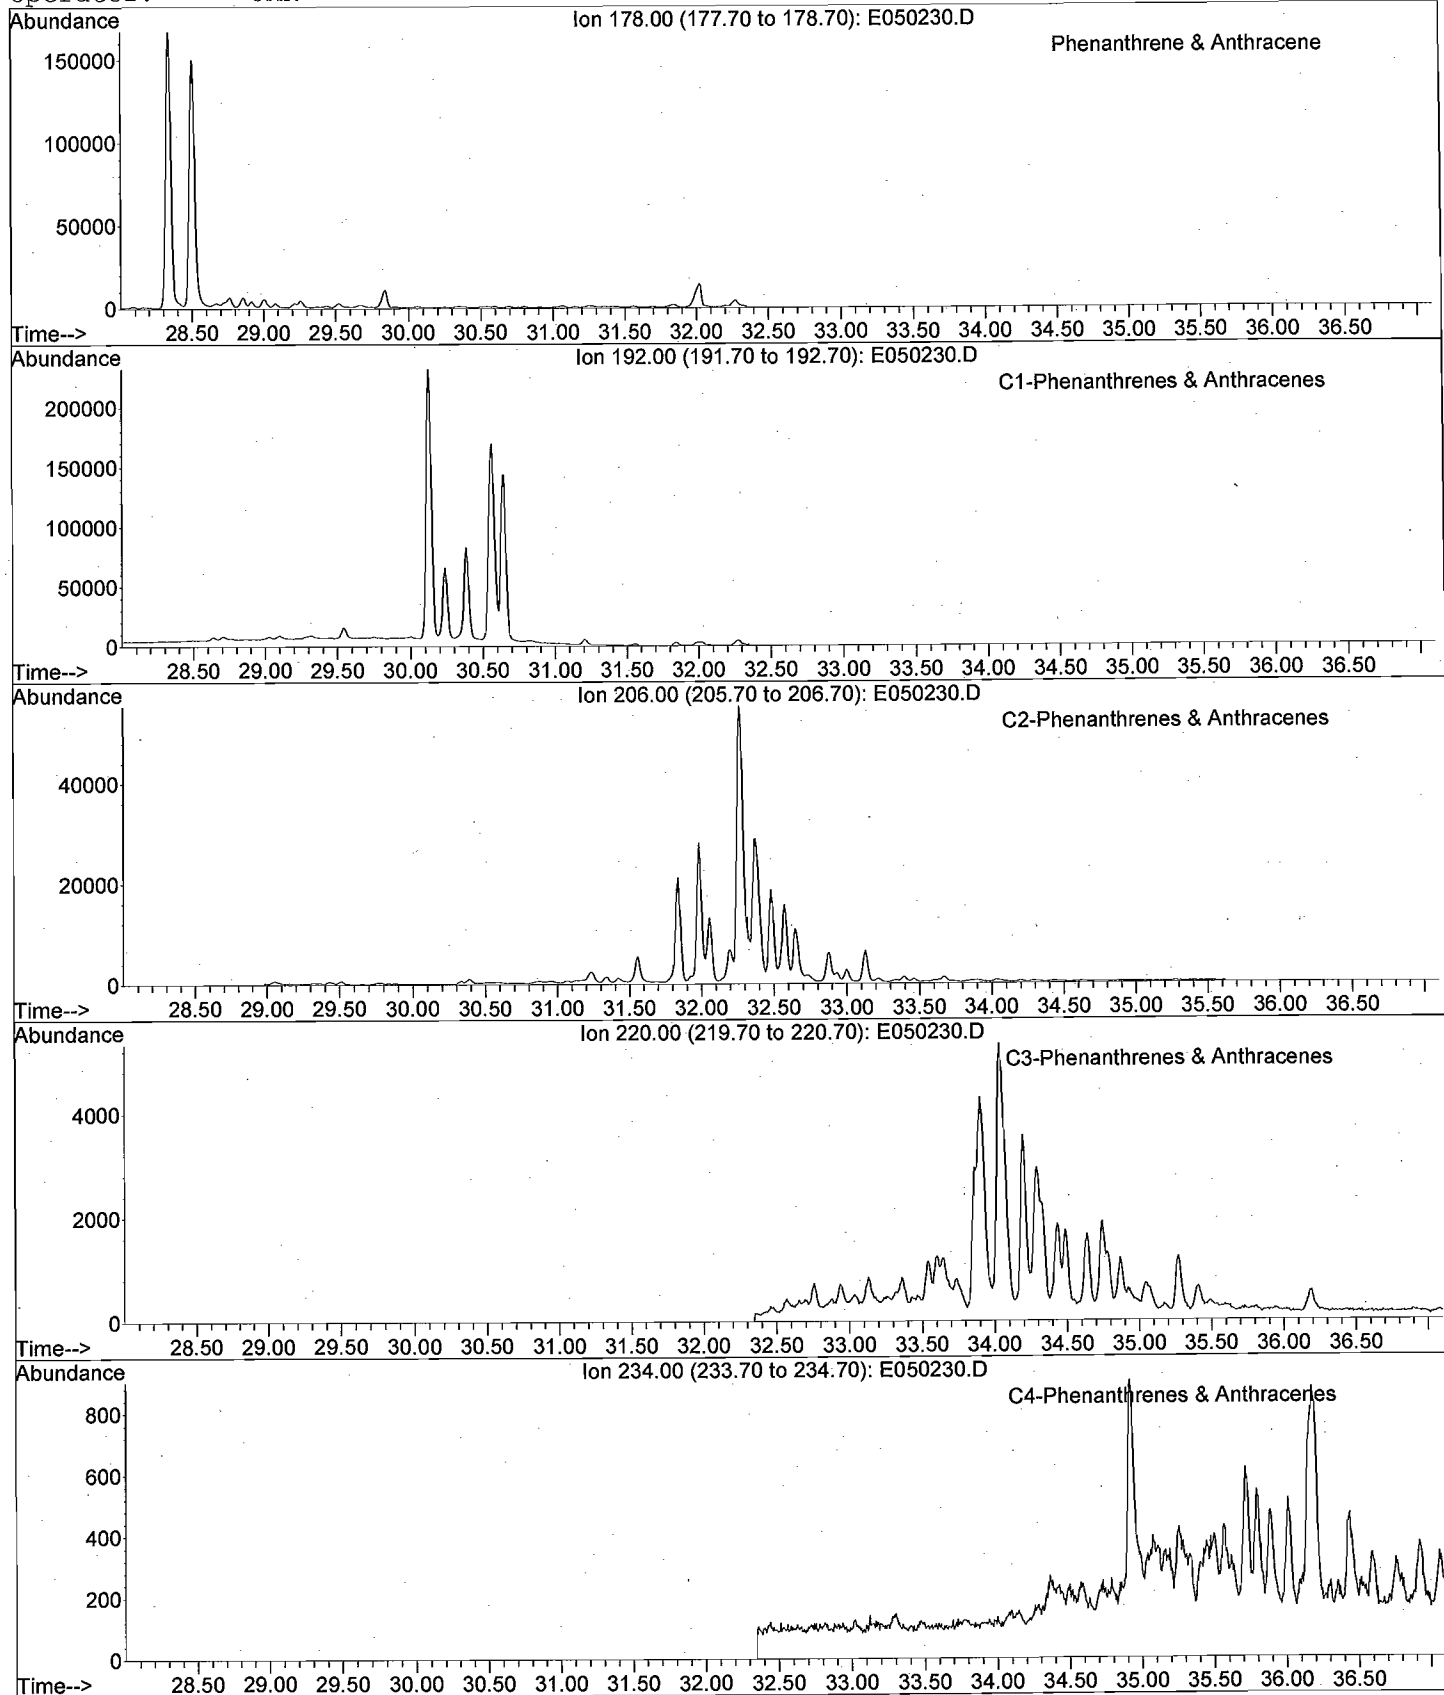 Abundance
Ion 178.00 (177.70 to 178.70): E050230.D
Phenanthrene & Anthracene
150000
100000
50000
0
Time--> 28.50 29.00 29.50 30.00 30.50 31.00 31.50 32.00 32.50 33.00 33.50 34.00 34.50 35.00 35.50 36.00 36.50
Abundance
Ion 192.00 (191.70 to 192.70): E050230.D
C1-Phenanthrenes & Anthracenes
200000
150000
100000
50000
0
Time--> 28.50 29.00 29.50 30.00 30.50 31.00 31.50 32.00 32.50 33.00 33.50 34.00 34.50 35.00 35.50 36.00 36.50
Abundance
Ion 206.00 (205.70 to 206.70): E050230.D
C2-Phenanthrenes & Anthracenes
40000
20000
0
Time--> 28.50 29.00 29.50 30.00 30.50 31.00 31.50 32.00 32.50 33.00 33.50 34.00 34.50 35.00 35.50 36.00 36.50
Abundance
Ion 220.00 (219.70 to 220.70): E050230.D
C3-Phenanthrenes & Anthracenes
4000
2000
0
Time--> 28.50 29.00 29.50 30.00 30.50 31.00 31.50 32.00 32.50 33.00 33.50 34.00 34.50 35.00 35.50 36.00 36.50
Abundance
Ion 234.00 (233.70 to 234.70): E050230.D
C4-Phenanthrenes & Anthracenes
800
600
400
200
0
Time--> 28.50 29.00 29.50 30.00 30.50 31.00 31.50 32.00 32.50 33.00 33.50 34.00 34.50 35.00 35.50 36.00 36.50